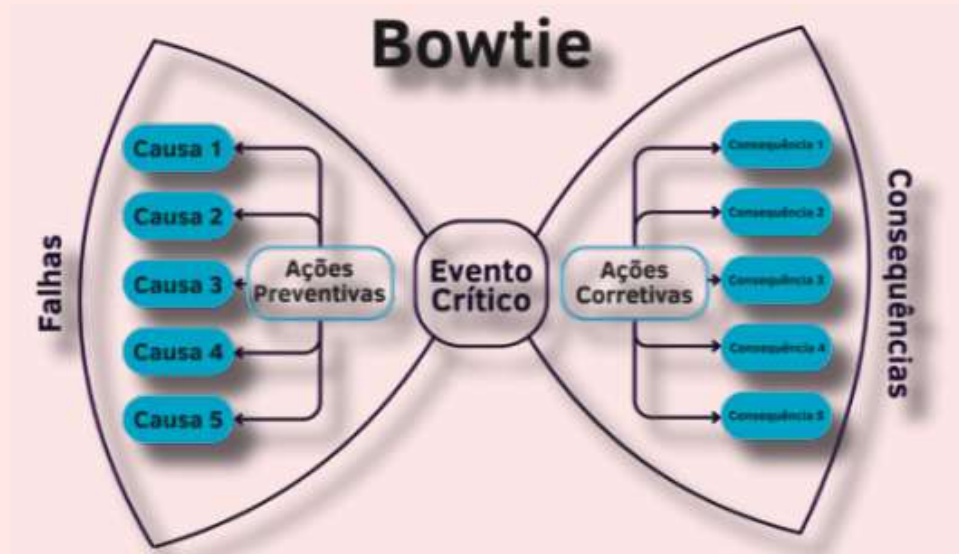 Bowtie
Falhas
Causa 1
Causa 2
Causa 3
Causa 4
Causa 5
Ações
Preventivas
Evento
Crítico
Ações
Corretivas
Consequência 1
Consequência 2
Consequência 3
Consequência 4
Consequência 5
Consequências